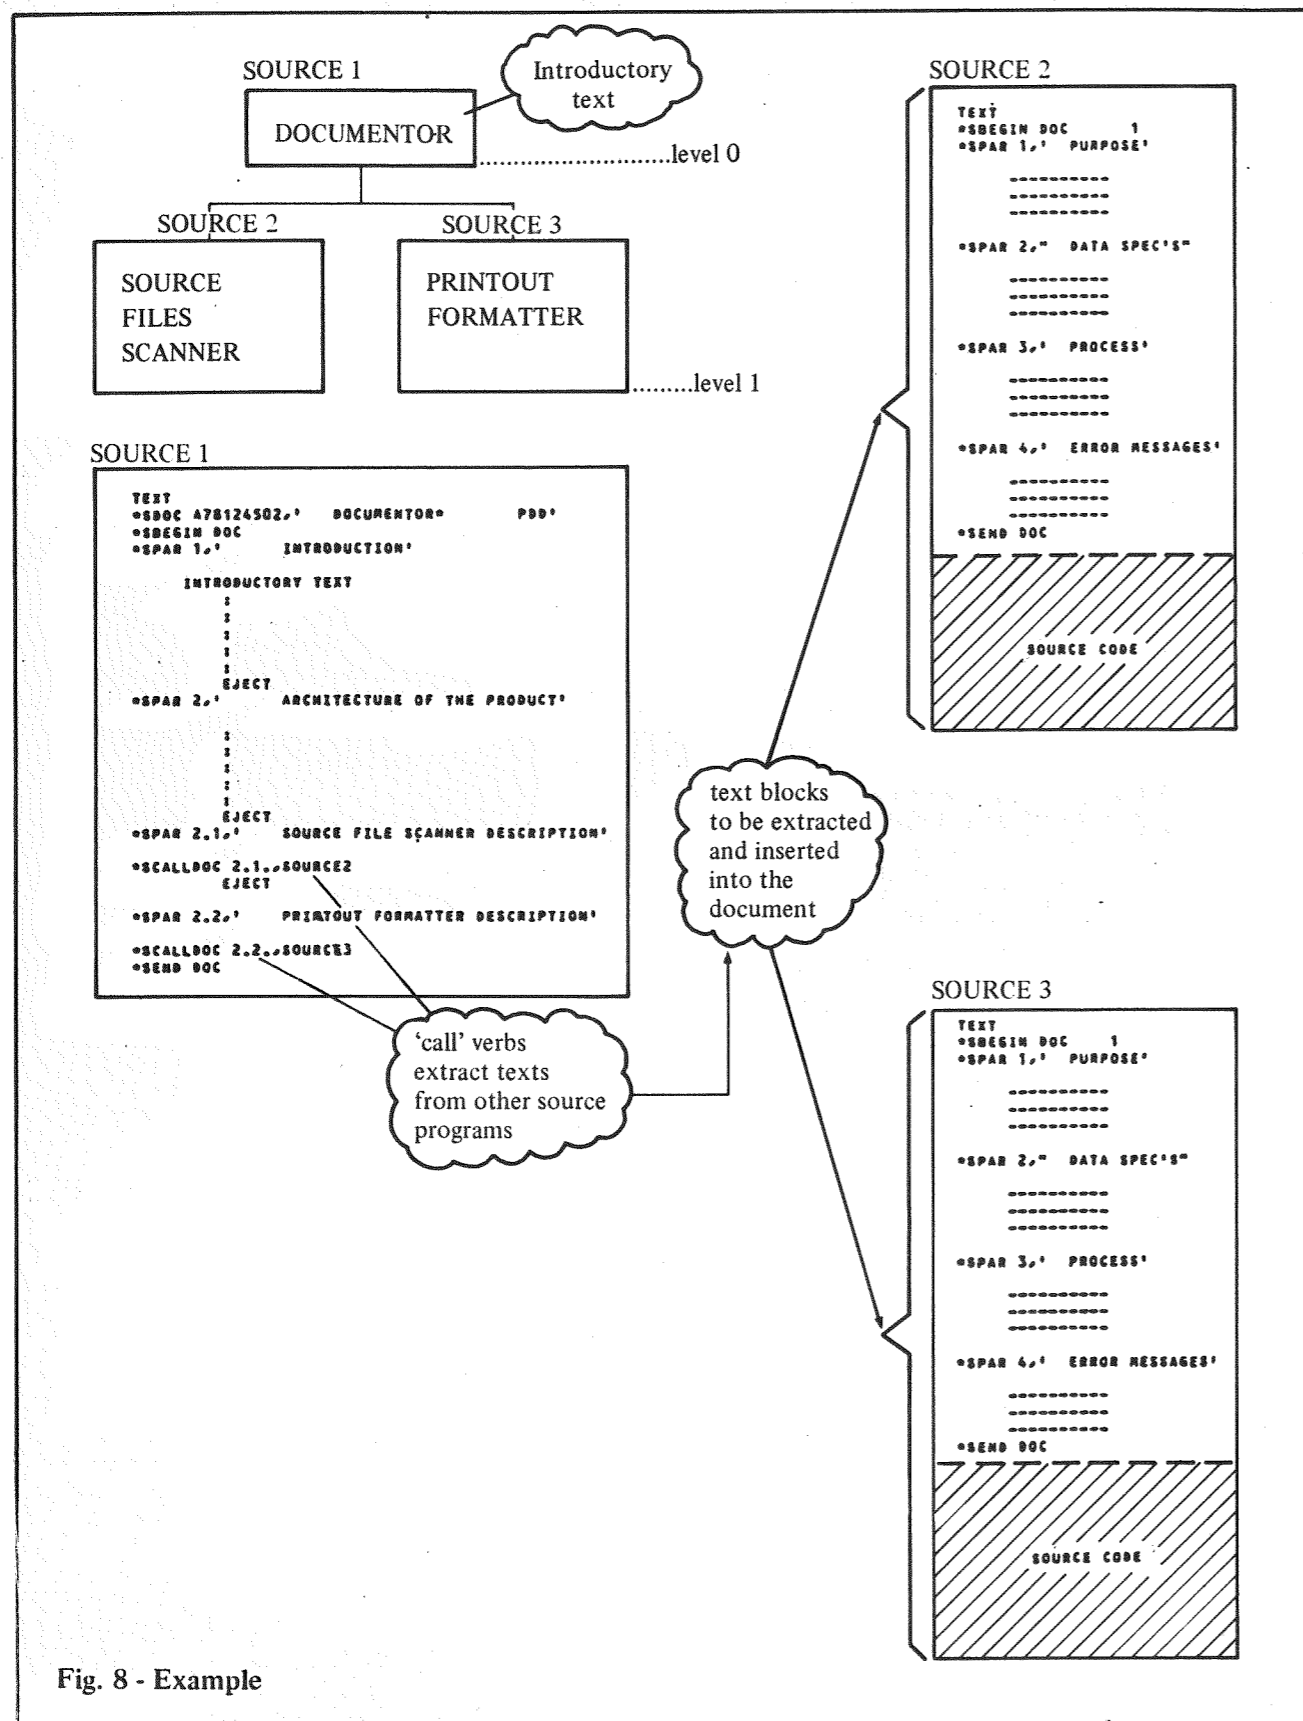 SOURCE 1
Introductory
text
DOCUMENTOR
level 0
SOURCE 2
SOURCE 3
SOURCE
FILES
SCANNER
PRINTOUT
FORMATTER
level 1
SOURCE 1
TEXT
*$DOC A78124502,' DOCUMENTOR* PDD'
*$BEGIN DOC
*$PAR 1,' INTRODUCTION'
INTRODUCTORY TEXT
:
:
:
:
:
EJECT
*$PAR 2,' ARCHITECTURE OF THE PRODUCT'
:
:
:
:
:
EJECT
*$PAR 2.1,' SOURCE FILE SCANNER DESCRIPTION'
*$CALLDOC 2.1.,SOURCE2
EJECT
*$PAR 2.2,' PRINTOUT FORMATTER DESCRIPTION'
*$CALLDOC 2.2.,SOURCE3
*$END DOC
'call' verbs
extract texts
from other source
programs
text blocks
to be extracted
and inserted
into the
document
SOURCE 2
TEXT
*$BEGIN DOC 1
*$PAR 1,' PURPOSE'
----------
----------
----------
*$PAR 2," DATA SPEC'S"
----------
----------
----------
*$PAR 3,' PROCESS'
----------
----------
----------
*$PAR 4,' ERROR MESSAGES'
----------
----------
----------
*$END DOC
SOURCE CODE
SOURCE 3
TEXT
*$BEGIN DOC 1
*$PAR 1,' PURPOSE'
----------
----------
----------
*$PAR 2," DATA SPEC'S"
----------
----------
----------
*$PAR 3,' PROCESS'
----------
----------
----------
*$PAR 4,' ERROR MESSAGES'
----------
----------
----------
*$END DOC
SOURCE CODE
Fig. 8 - Example